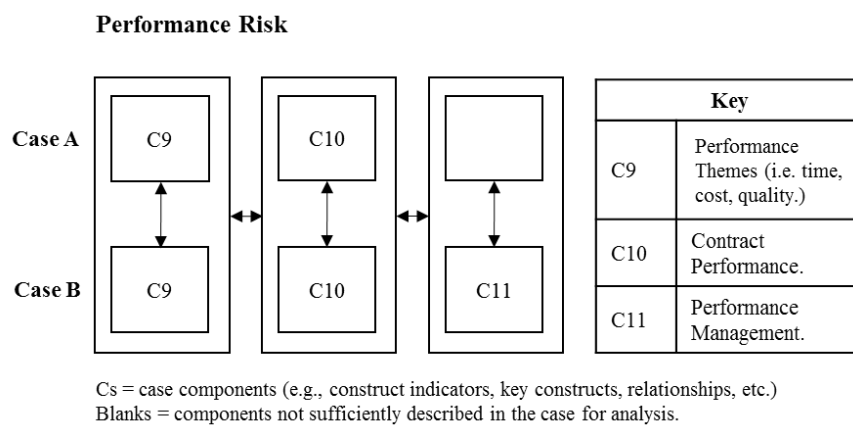 Performance Risk
Case A
C9
C10
Case B
C9
C10
C11
Key
C9
Performance
Themes (i.e. time,
cost, quality.)
C10
Contract
Performance.
C11
Performance
Management.
Cs = case components (e.g., construct indicators, key constructs, relationships, etc.)
Blanks = components not sufficiently described in the case for analysis.